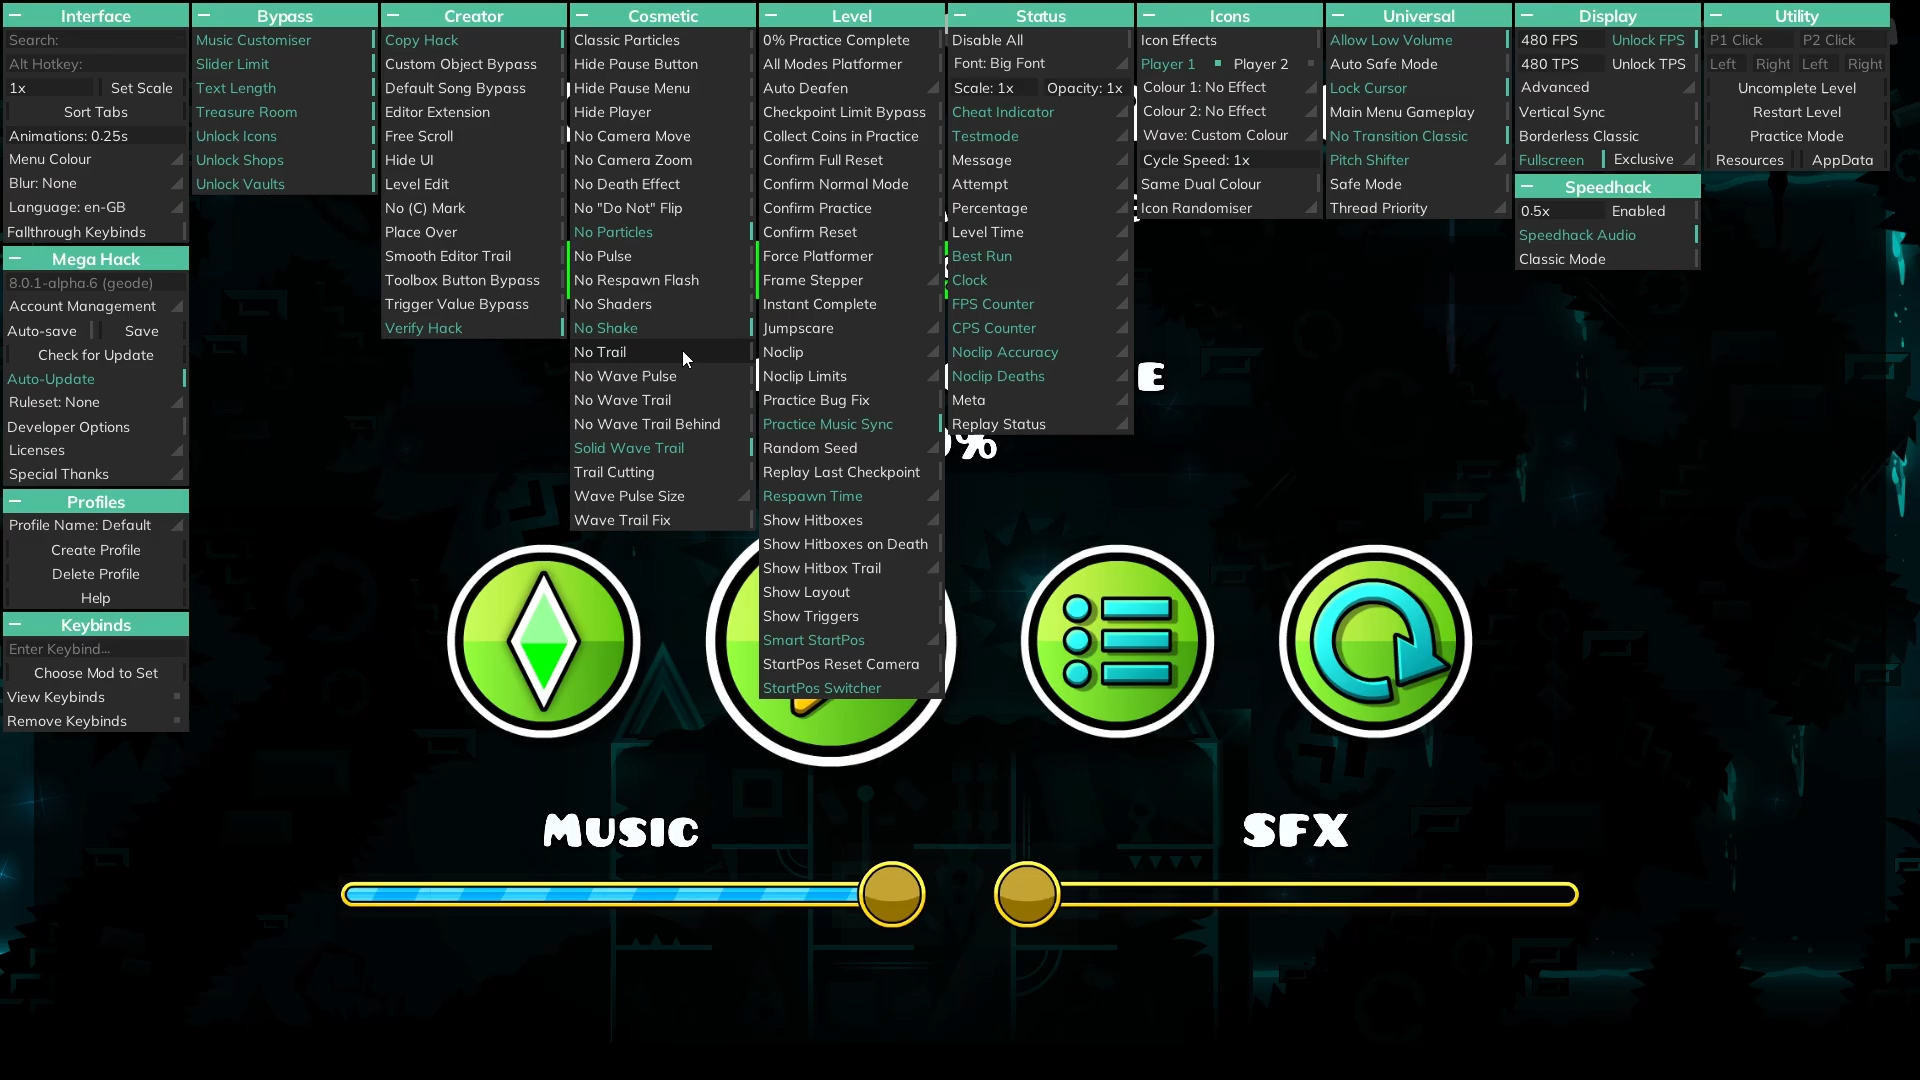 Interface
Search:
Alt Hotkey:
1x Set Scale
Sort Tabs
Animations: 0.25s
Menu Colour
Blur: None
Language: en-GB
Fallthrough Keybinds
Mega Hack
8.0.1-alpha.6 (geode)
Account Management
Auto-save Save
Check for Update
Auto-Update
Ruleset: None
Developer Options
Licenses
Special Thanks
Profiles
Profile Name: Default
Create Profile
Delete Profile
Help
Keybinds
Enter Keybind...
Choose Mod to Set
View Keybinds
Remove Keybinds
Bypass
Music Customiser
Slider Limit
Text Length
Treasure Room
Unlock Icons
Unlock Shops
Unlock Vaults
Creator
Copy Hack
Custom Object Bypass
Default Song Bypass
Editor Extension
Free Scroll
Hide UI
Level Edit
No (C) Mark
Place Over
Smooth Editor Trail
Toolbox Button Bypass
Trigger Value Bypass
Verify Hack
Cosmetic
Classic Particles
Hide Pause Button
Hide Pause Menu
Hide Player
No Camera Move
No Camera Zoom
No Death Effect
No "Do Not" Flip
No Particles
No Pulse
No Respawn Flash
No Shaders
No Shake
No Trail
No Wave Pulse
No Wave Trail
No Wave Trail Behind
Solid Wave Trail
Trail Cutting
Wave Pulse Size
Wave Trail Fix
Level
0% Practice Complete
All Modes Platformer
Auto Deafen
Checkpoint Limit Bypass
Collect Coins in Practice
Confirm Full Reset
Confirm Normal Mode
Confirm Practice
Confirm Reset
Force Platformer
Frame Stepper
Instant Complete
Jumpscare
Noclip
Noclip Limits
Practice Bug Fix
Practice Music Sync
Random Seed
Replay Last Checkpoint
Respawn Time
Show Hitboxes
Show Hitboxes on Death
Show Hitbox Trail
Show Layout
Show Triggers
Smart StartPos
StartPos Reset Camera
StartPos Switcher
Status
Disable All
Font: Big Font
Scale: 1x Opacity: 1x
Cheat Indicator
Testmode
Message
Attempt
Percentage
Level Time
Best Run
Clock
FPS Counter
CPS Counter
Noclip Accuracy
Noclip Deaths
Meta
Replay Status
Icons
Icon Effects
Player 1 Player 2
Colour 1: No Effect
Colour 2: No Effect
Wave: Custom Colour
Cycle Speed: 1x
Same Dual Colour
Icon Randomiser
Universal
Allow Low Volume
Auto Safe Mode
Lock Cursor
Main Menu Gameplay
No Transition Classic
Pitch Shifter
Safe Mode
Thread Priority
Display
480 FPS Unlock FPS
480 TPS Unlock TPS
Advanced
Vertical Sync
Borderless Classic
Fullscreen Exclusive
Speedhack
0.5x Enabled
Speedhack Audio
Classic Mode
Utility
P1 Click P2 Click
Left Right Left Right
Uncomplete Level
Restart Level
Practice Mode
Resources AppData
E
%
Music
SFX